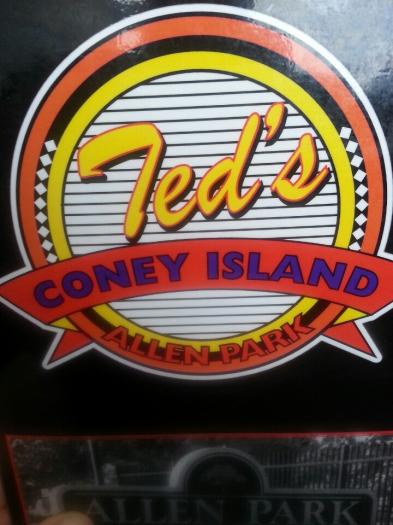 Ted's
CONEY ISLAND
ALLEN PARK
ALLEN PARK